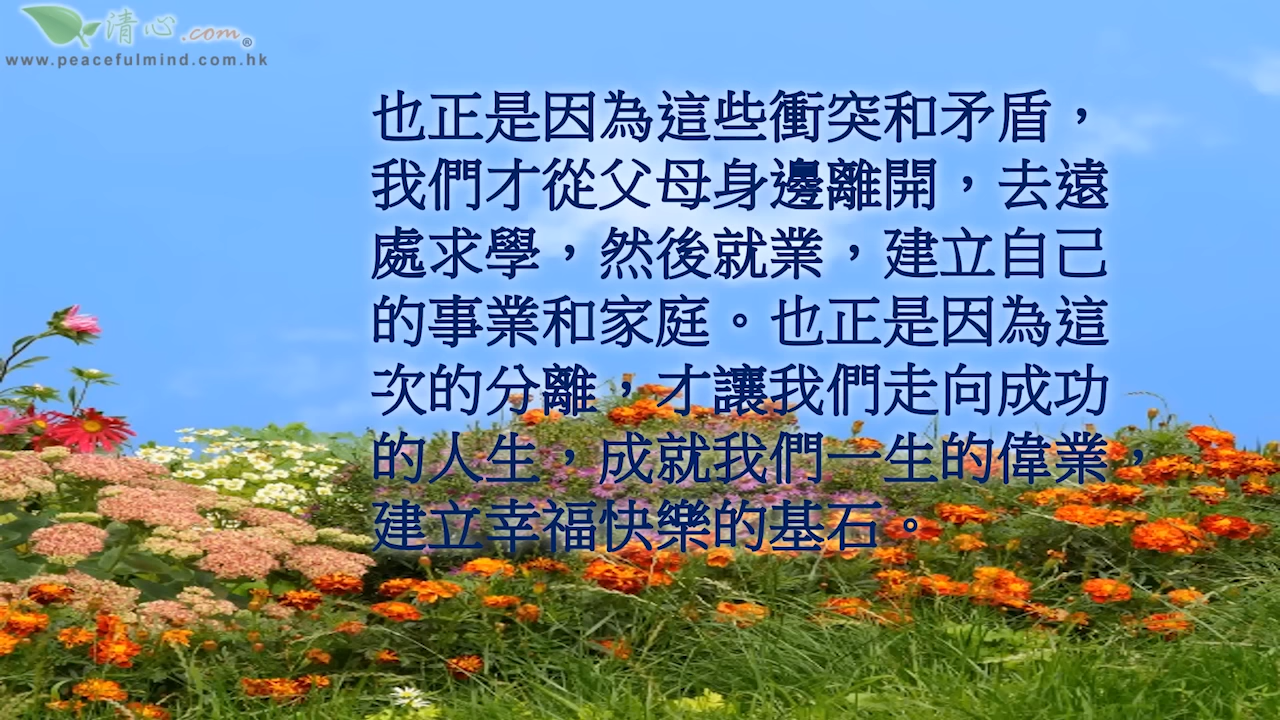 清心.com®
www.peacefulmind.com.hk
也正是因為這些衝突和矛盾，
我們才從父母身邊離開，去遠
處求學，然後就業，建立自己
的事業和家庭。也正是因為這
次的分離，才讓我們走向成功
的人生，成就我們一生的偉業，
建立幸福快樂的基石。